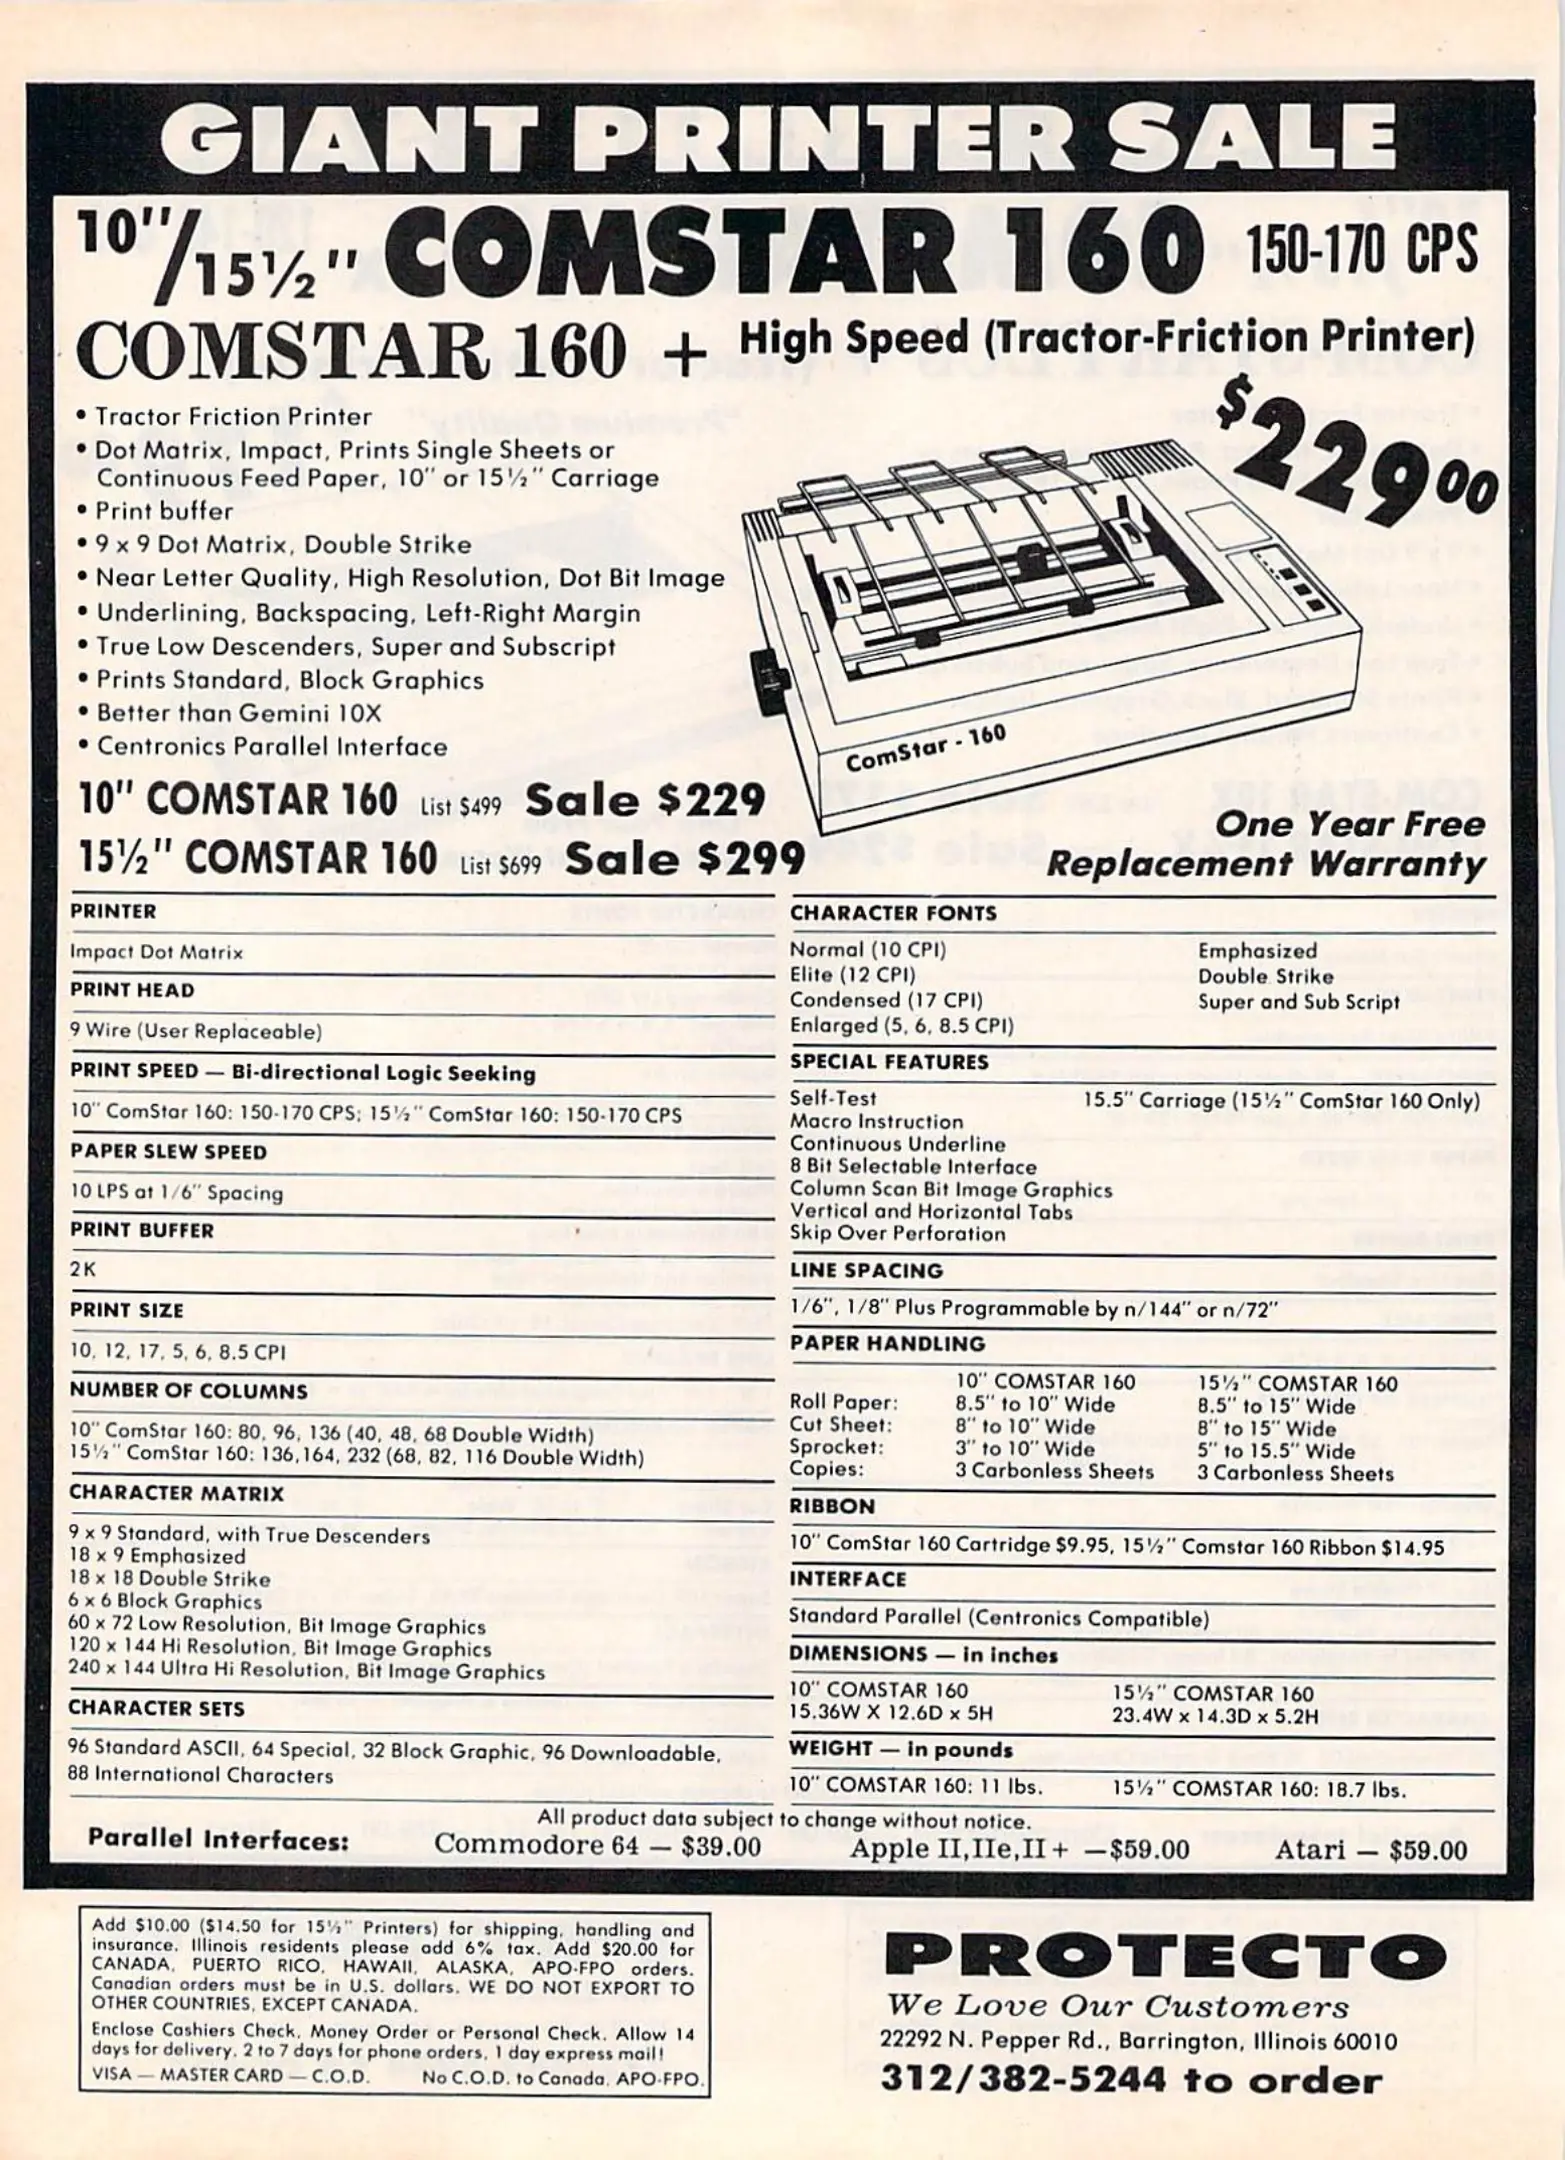 GIANT PRINTER SALE
10"/15½" COMSTAR 160 150-170 CPS
COMSTAR 160 + High Speed (Tractor-Friction Printer)
$229 00
• Tractor Friction Printer
• Dot Matrix, Impact, Prints Single Sheets or
Continuous Feed Paper, 10" or 15½" Carriage
• Print buffer
• 9 x 9 Dot Matrix, Double Strike
• Near Letter Quality, High Resolution, Dot Bit Image
• Underlining, Backspacing, Left-Right Margin
• True Low Descenders, Super and Subscript
• Prints Standard, Block Graphics
• Better than Gemini 10X
• Centronics Parallel Interface
ComStar - 160
10" COMSTAR 160 List $499 Sale $229
15½" COMSTAR 160 List $699 Sale $299
One Year Free
Replacement Warranty
PRINTER
Impact Dot Matrix
PRINT HEAD
9 Wire (User Replaceable)
PRINT SPEED — Bi-directional Logic Seeking
10" ComStar 160: 150-170 CPS; 15½" ComStar 160: 150-170 CPS
PAPER SLEW SPEED
10 LPS at 1/6" Spacing
PRINT BUFFER
2K
PRINT SIZE
10, 12, 17, 5, 6, 8.5 CPI
NUMBER OF COLUMNS
10" ComStar 160: 80, 96, 136 (40, 48, 68 Double Width)
15½" ComStar 160: 136,164, 232 (68, 82, 116 Double Width)
CHARACTER MATRIX
9 x 9 Standard, with True Descenders
18 x 9 Emphasized
18 x 18 Double Strike
6 x 6 Block Graphics
60 x 72 Low Resolution, Bit Image Graphics
120 x 144 Hi Resolution, Bit Image Graphics
240 x 144 Ultra Hi Resolution, Bit Image Graphics
CHARACTER SETS
96 Standard ASCII, 64 Special, 32 Block Graphic, 96 Downloadable,
88 International Characters
CHARACTER FONTS
Normal (10 CPI) Emphasized
Elite (12 CPI) Double Strike
Condensed (17 CPI) Super and Sub Script
Enlarged (5, 6, 8.5 CPI)
SPECIAL FEATURES
Self-Test 15.5" Carriage (15½" ComStar 160 Only)
Macro Instruction
Continuous Underline
8 Bit Selectable Interface
Column Scan Bit Image Graphics
Vertical and Horizontal Tabs
Skip Over Perforation
LINE SPACING
1/6", 1/8" Plus Programmable by n/144" or n/72"
PAPER HANDLING
10" COMSTAR 160 15½" COMSTAR 160
Roll Paper: 8.5" to 10" Wide 8.5" to 15" Wide
Cut Sheet: 8" to 10" Wide 8" to 15" Wide
Sprocket: 3" to 10" Wide 5" to 15.5" Wide
Copies: 3 Carbonless Sheets 3 Carbonless Sheets
RIBBON
10" ComStar 160 Cartridge $9.95, 15½" Comstar 160 Ribbon $14.95
INTERFACE
Standard Parallel (Centronics Compatible)
DIMENSIONS — in inches
10" COMSTAR 160 15½" COMSTAR 160
15.36W X 12.6D x 5H 23.4W x 14.3D x 5.2H
WEIGHT — in pounds
10" COMSTAR 160: 11 lbs. 15½" COMSTAR 160: 18.7 lbs.
All product data subject to change without notice.
Parallel Interfaces: Commodore 64 — $39.00 Apple II,IIe,II+ —$59.00 Atari — $59.00
Add $10.00 ($14.50 for 15½" Printers) for shipping, handling and
insurance. Illinois residents please add 6% tax. Add $20.00 for
CANADA, PUERTO RICO, HAWAII, ALASKA, APO-FPO orders.
Canadian orders must be in U.S. dollars. WE DO NOT EXPORT TO
OTHER COUNTRIES, EXCEPT CANADA.
Enclose Cashiers Check, Money Order or Personal Check. Allow 14
days for delivery. 2 to 7 days for phone orders, 1 day express mail!
VISA — MASTER CARD — C.O.D. No C.O.D. to Canada, APO-FPO.
PROTECTO
We Love Our Customers
22292 N. Pepper Rd., Barrington, Illinois 60010
312/382-5244 to order